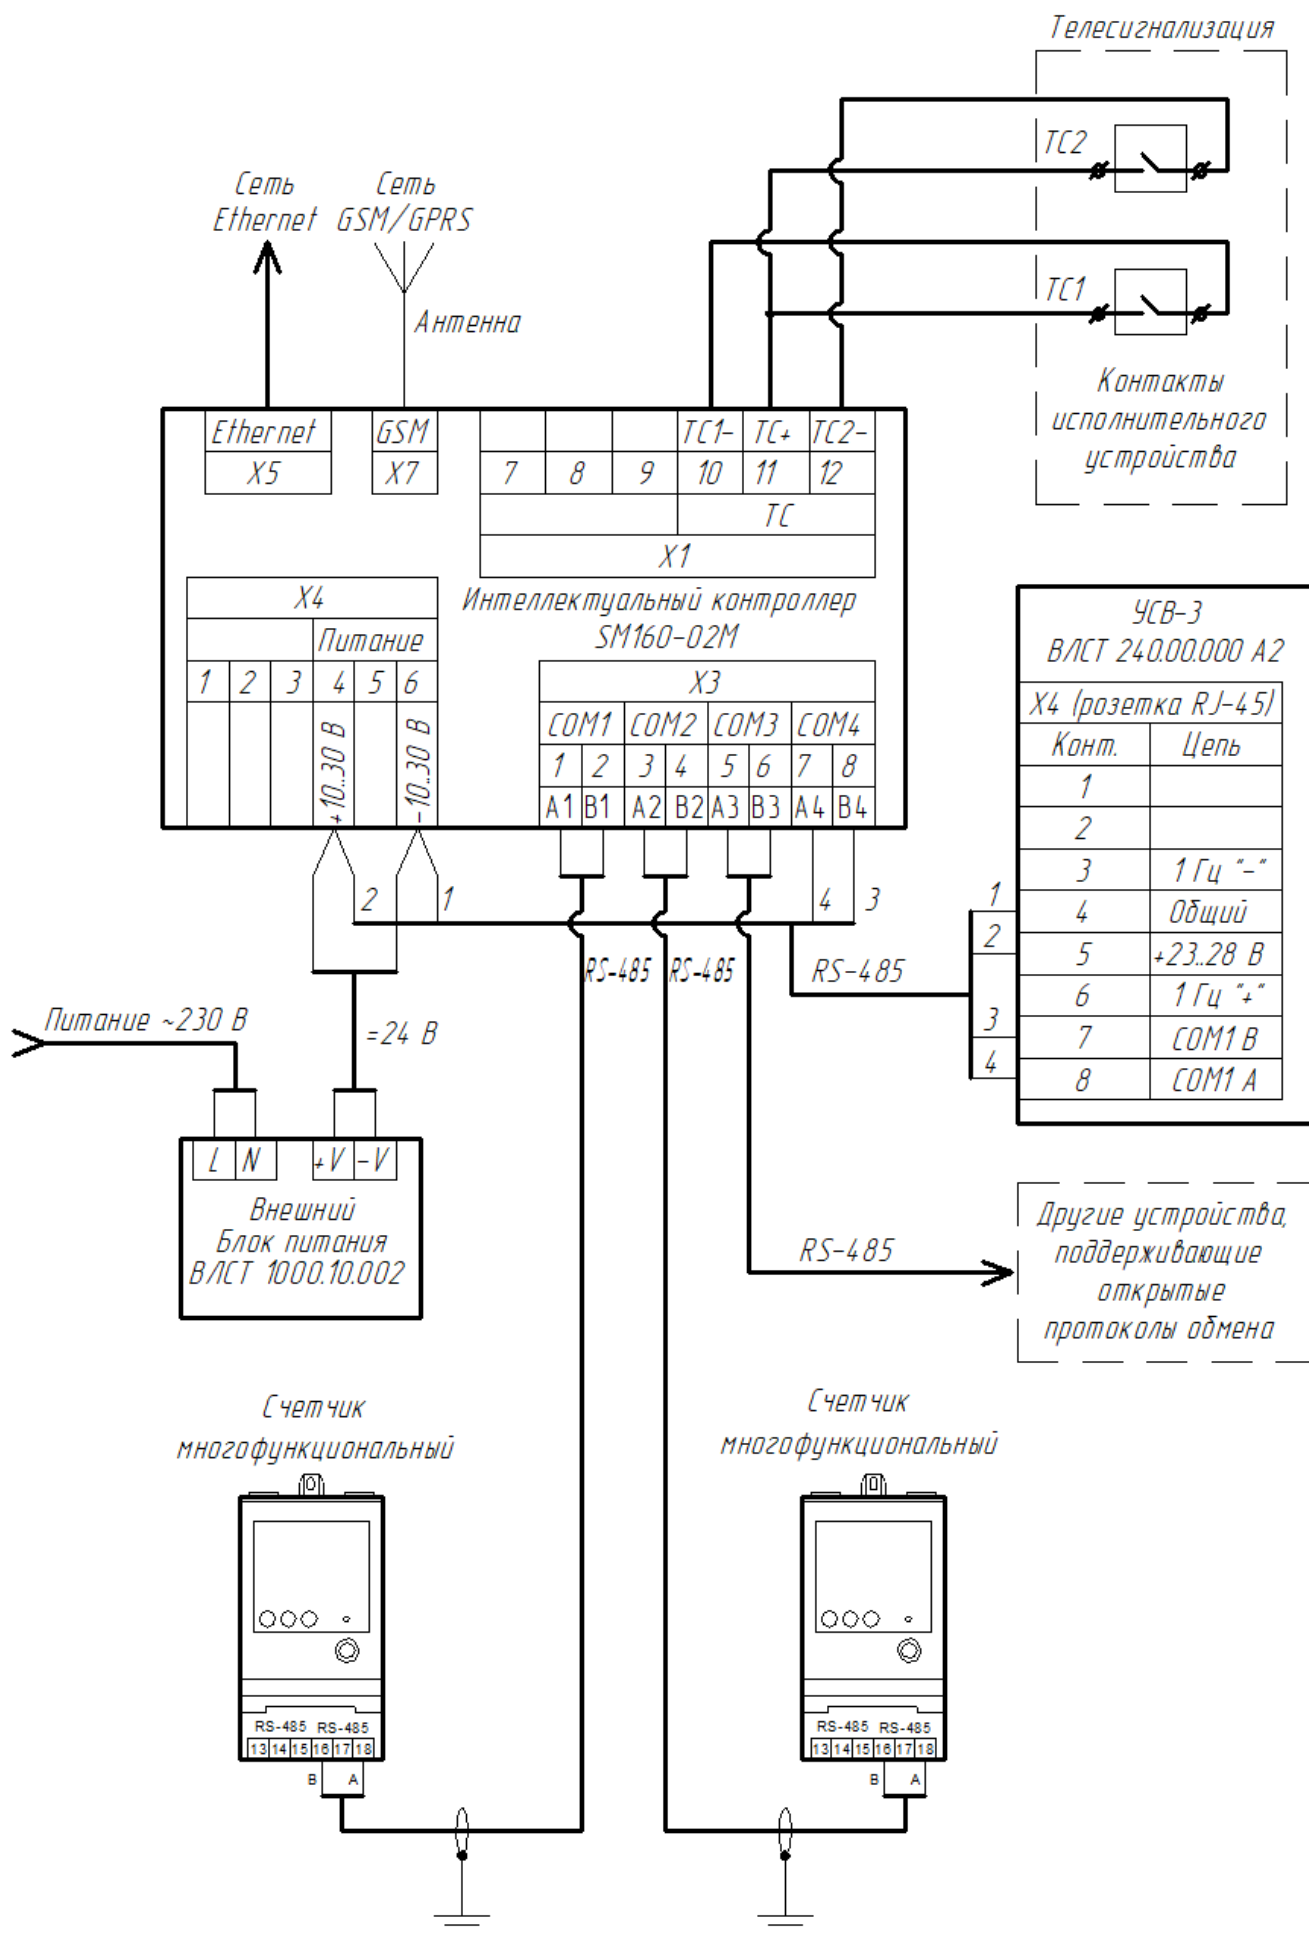 Телесигнализация
ТС2
Сеть
Ethernet
Сеть
GSM/GPRS
ТС1
Антенна
Контакты
исполнительного
устройства
Ethernet
GSM
ТС1-
ТС+
ТС2-
X5
X7
7
8
9
10
11
12
ТС
X1
X4
Интеллектуальный контроллер
SM160-02M
Питание
1
2
3
4
5
6
+10..30 В
-10..30 В
X3
COM1
COM2
COM3
COM4
1
2
3
4
5
6
7
8
A1
B1
A2
B2
A3
B3
A4
B4
УСВ-3
ВЛСТ 240.00.000 А2
X4 (розетка RJ-45)
Конт.
Цепь
1
2
3
1 Гц "-"
4
Общий
5
+23..28 В
6
1 Гц "+"
7
COM1 B
8
COM1 A
1
2
3
4
2
1
4
3
RS-485
RS-485
RS-485
Питание ~230 В
=24 В
L
N
+V
-V
Внешний
Блок питания
ВЛСТ 1000.10.002
RS-485
Другие устройства,
поддерживающие
открытые
протоколы обмена
Счетчик
многофункциональный
RS-485 RS-485
13 14 15 16 17 18
B A
Счетчик
многофункциональный
RS-485 RS-485
13 14 15 16 17 18
B A